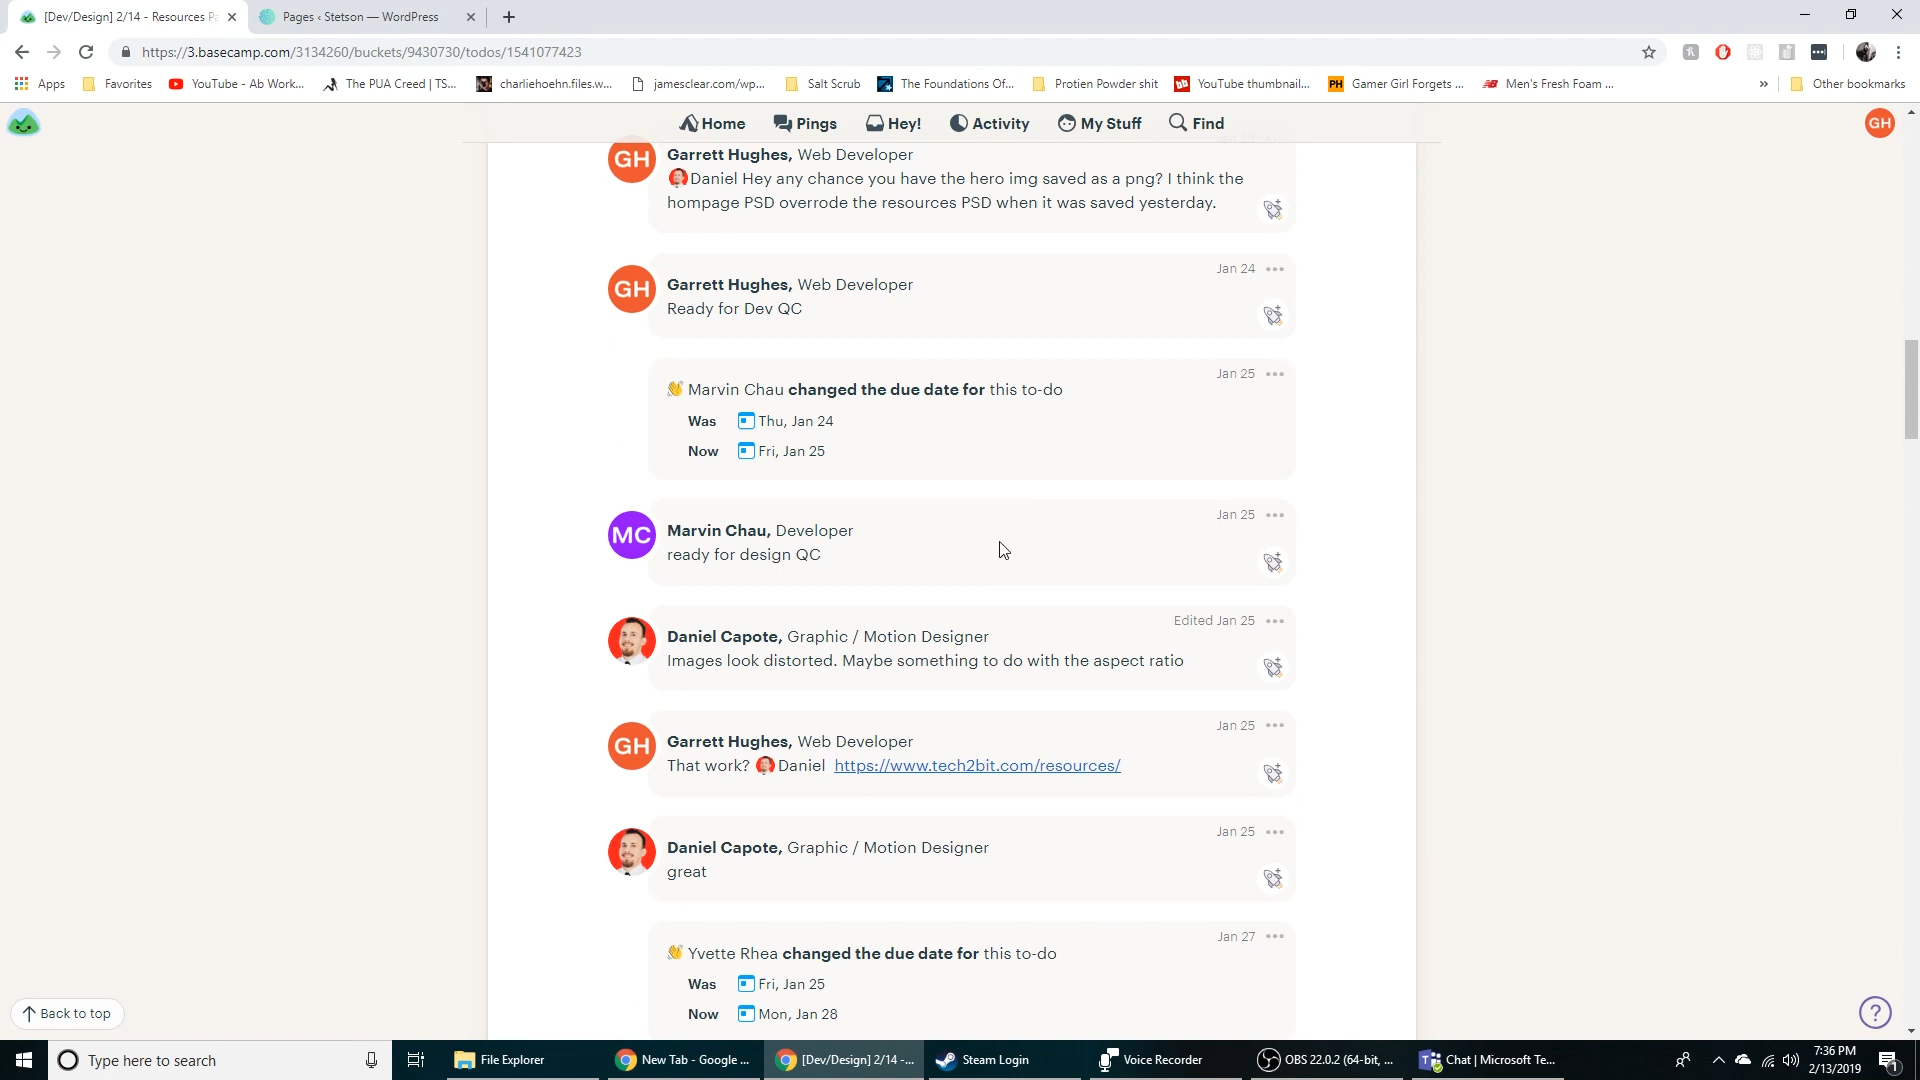 [Dev/Design] 2/14 - Resources Pa
Pages ‹ Stetson — WordPress
https://3.basecamp.com/3134260/buckets/9430730/todos/1541077423
Apps
Favorites
YouTube - Ab Work...
The PUA Creed | TS...
charliehoehn.files.w...
jamesclear.com/wp...
Salt Scrub
The Foundations Of...
Protien Powder shit
YouTube thumbnail...
Gamer Girl Forgets ...
Men's Fresh Foam ...
»
Other bookmarks
Home
Pings
Hey!
Activity
My Stuff
Find
GH
GH
Garrett Hughes, Web Developer
Daniel Hey any chance you have the hero img saved as a png? I think the
hompage PSD overrode the resources PSD when it was saved yesterday.
Jan 24
GH
Garrett Hughes, Web Developer
Ready for Dev QC
Jan 25
👋 Marvin Chau changed the due date for this to-do
Was Thu, Jan 24
Now Fri, Jan 25
Jan 25
MC
Marvin Chau, Developer
ready for design QC
Edited Jan 25
Daniel Capote, Graphic / Motion Designer
Images look distorted. Maybe something to do with the aspect ratio
Jan 25
GH
Garrett Hughes, Web Developer
That work? Daniel https://www.tech2bit.com/resources/
Jan 25
Daniel Capote, Graphic / Motion Designer
great
Jan 27
👋 Yvette Rhea changed the due date for this to-do
Was Fri, Jan 25
Now Mon, Jan 28
Back to top
?
Type here to search
File Explorer
New Tab - Google ...
[Dev/Design] 2/14 -...
Steam Login
Voice Recorder
OBS 22.0.2 (64-bit, ...
Chat | Microsoft Te...
7:36 PM
2/13/2019
1